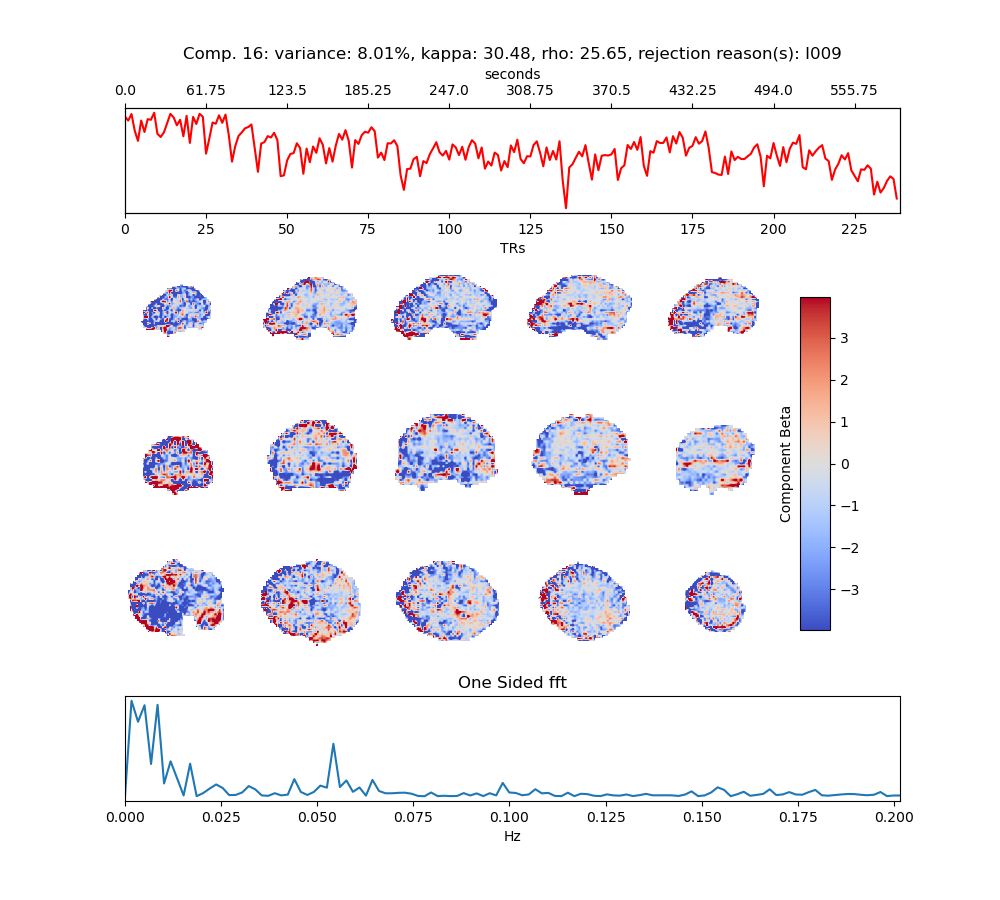 Comp. 16: variance: 8.01%, kappa: 30.48, rho: 25.65, rejection reason(s): I009
seconds
0.0 61.75 123.5 185.25 247.0 308.75 370.5 432.25 494.0 555.75
0 25 50 75 100 125 150 175 200 225
TRs
3
2
1
0
−1
−2
−3
Component Beta
One Sided fft
0.000 0.025 0.050 0.075 0.100 0.125 0.150 0.175 0.200
Hz